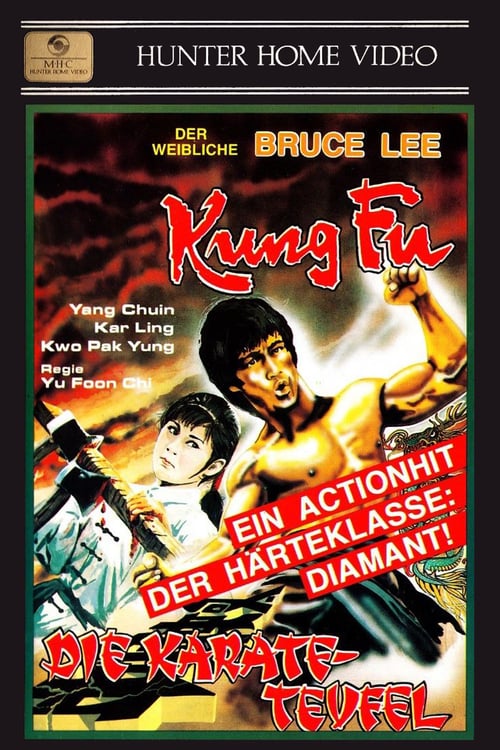 M·H·C
HUNTER HOME VIDEO
HUNTER HOME VIDEO
DER
WEIBLICHE
BRUCE LEE
Kung Fu
Yang Chuin
Kar Ling
Kwo Pak Yung
Regie
Yu Foon Chi
EIN ACTIONHIT
DER HÄRTEKLASSE:
DIAMANT!
DIE KARATE-
TEUFEL